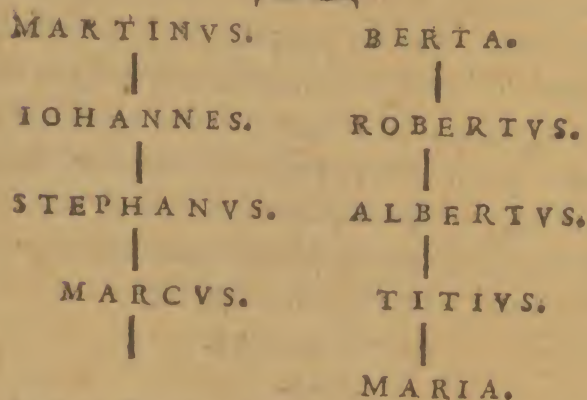 MARTINVS. BERTA.
IOHANNES. ROBERTVS.
STEPHANVS. ALBERTVS.
MARCVS. TITIVS.
MARIA.